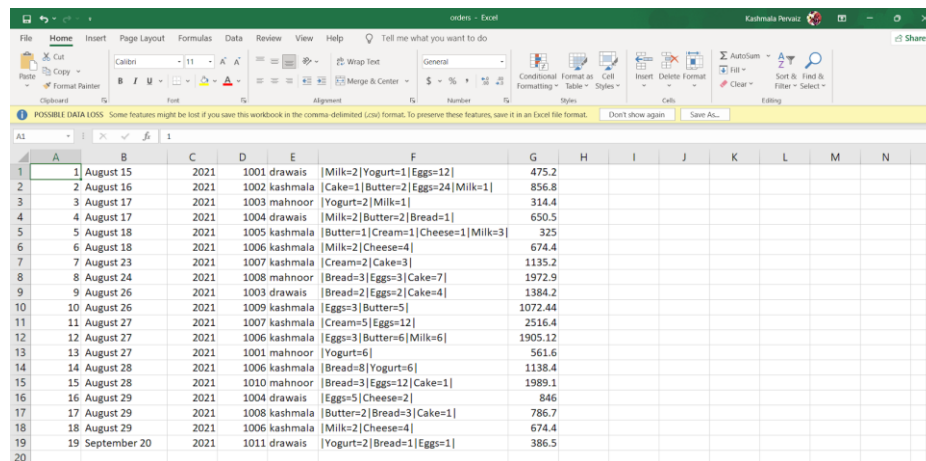 orders - Excel
Kashmala Pervaiz
File Home Insert Page Layout Formulas Data Review View Help Tell me what you want to do Share
Paste
Cut
Copy
Format Painter
Clipboard
Calibri 11 A A
B I U A
Font
Wrap Text
Merge & Center
Alignment
General
$ % ,
Number
Conditional Formatting
Format as Table
Cell Styles
Styles
Insert Delete Format
Cells
AutoSum
Fill
Clear
Sort & Filter
Find & Select
Editing
POSSIBLE DATA LOSS Some features might be lost if you save this workbook in the comma-delimited (.csv) format. To preserve these features, save it in an Excel file format. Don't show again Save As...
A1 fx 1
A B C D E F G H I J K L M N
1 1 August 15 2021 1001 drawais |Milk=2|Yogurt=1|Eggs=12| 475.2
2 2 August 16 2021 1002 kashmala |Cake=1|Butter=2|Eggs=24|Milk=1| 856.8
3 3 August 17 2021 1003 mahnoor |Yogurt=2|Milk=1| 314.4
4 4 August 17 2021 1004 drawais |Milk=2|Butter=2|Bread=1| 650.5
5 5 August 18 2021 1005 kashmala |Butter=1|Cream=1|Cheese=1|Milk=3| 325
6 6 August 18 2021 1006 kashmala |Milk=2|Cheese=4| 674.4
7 7 August 23 2021 1007 kashmala |Cream=2|Cake=3| 1135.2
8 8 August 24 2021 1008 mahnoor |Bread=3|Eggs=3|Cake=7| 1972.9
9 9 August 26 2021 1003 drawais |Bread=2|Eggs=2|Cake=4| 1384.2
10 10 August 26 2021 1009 kashmala |Eggs=3|Butter=5| 1072.44
11 11 August 27 2021 1007 kashmala |Cream=5|Eggs=12| 2516.4
12 12 August 27 2021 1006 kashmala |Eggs=3|Butter=6|Milk=6| 1905.12
13 13 August 27 2021 1001 mahnoor |Yogurt=6| 561.6
14 14 August 28 2021 1006 kashmala |Bread=8|Yogurt=6| 1138.4
15 15 August 28 2021 1010 mahnoor |Bread=3|Eggs=12|Cake=1| 1989.1
16 16 August 29 2021 1004 drawais |Eggs=5|Cheese=2| 846
17 17 August 29 2021 1008 kashmala |Butter=2|Bread=3|Cake=1| 786.7
18 18 August 29 2021 1006 kashmala |Milk=2|Cheese=4| 674.4
19 19 September 20 2021 1011 drawais |Yogurt=2|Bread=1|Eggs=1| 386.5
20